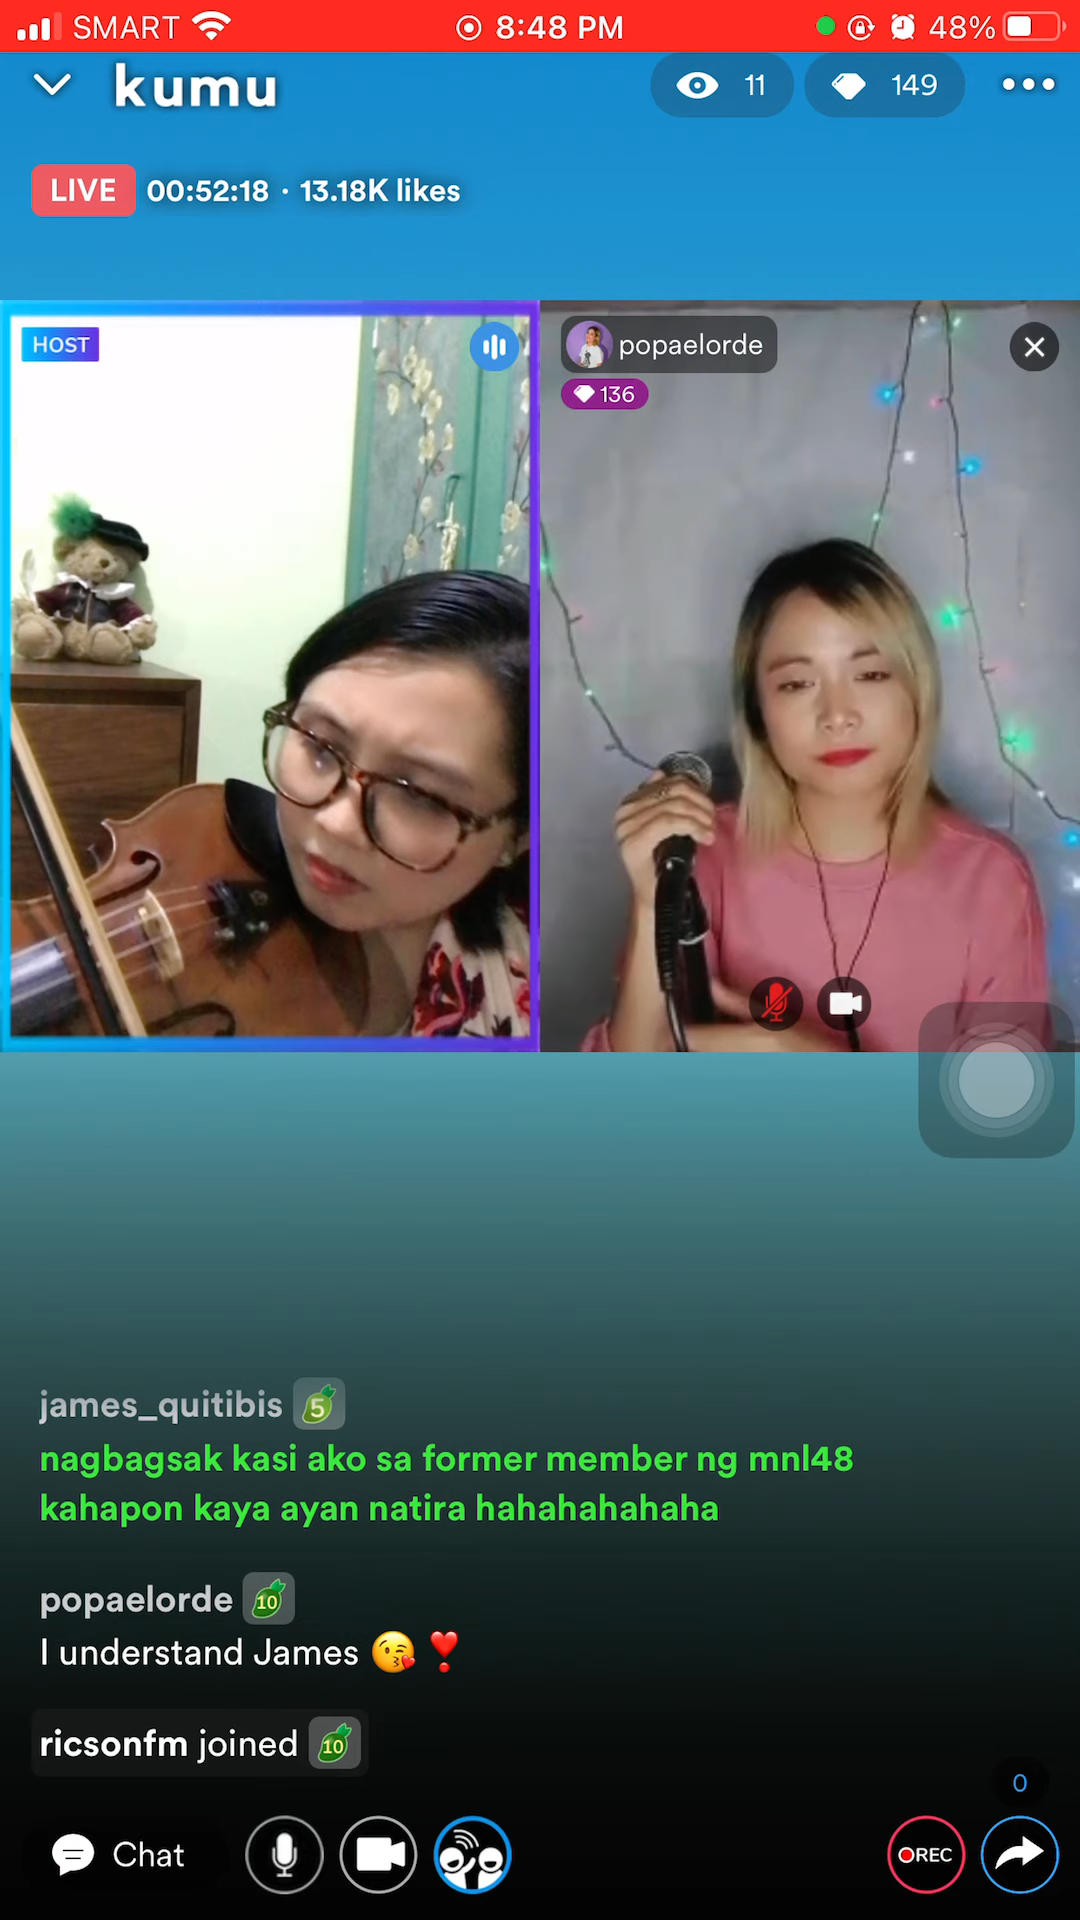 SMART 8:48 PM 48%
kumu 11 149
LIVE 00:52:18 · 13.18K likes
HOST
popaelorde
136
james_quitibis 5
nagbagsak kasi ako sa former member ng mnl48
kahapon kaya ayan natira hahahahahaha
popaelorde 10
I understand James 😘❣️
ricsonfm joined 10
0
Chat
REC